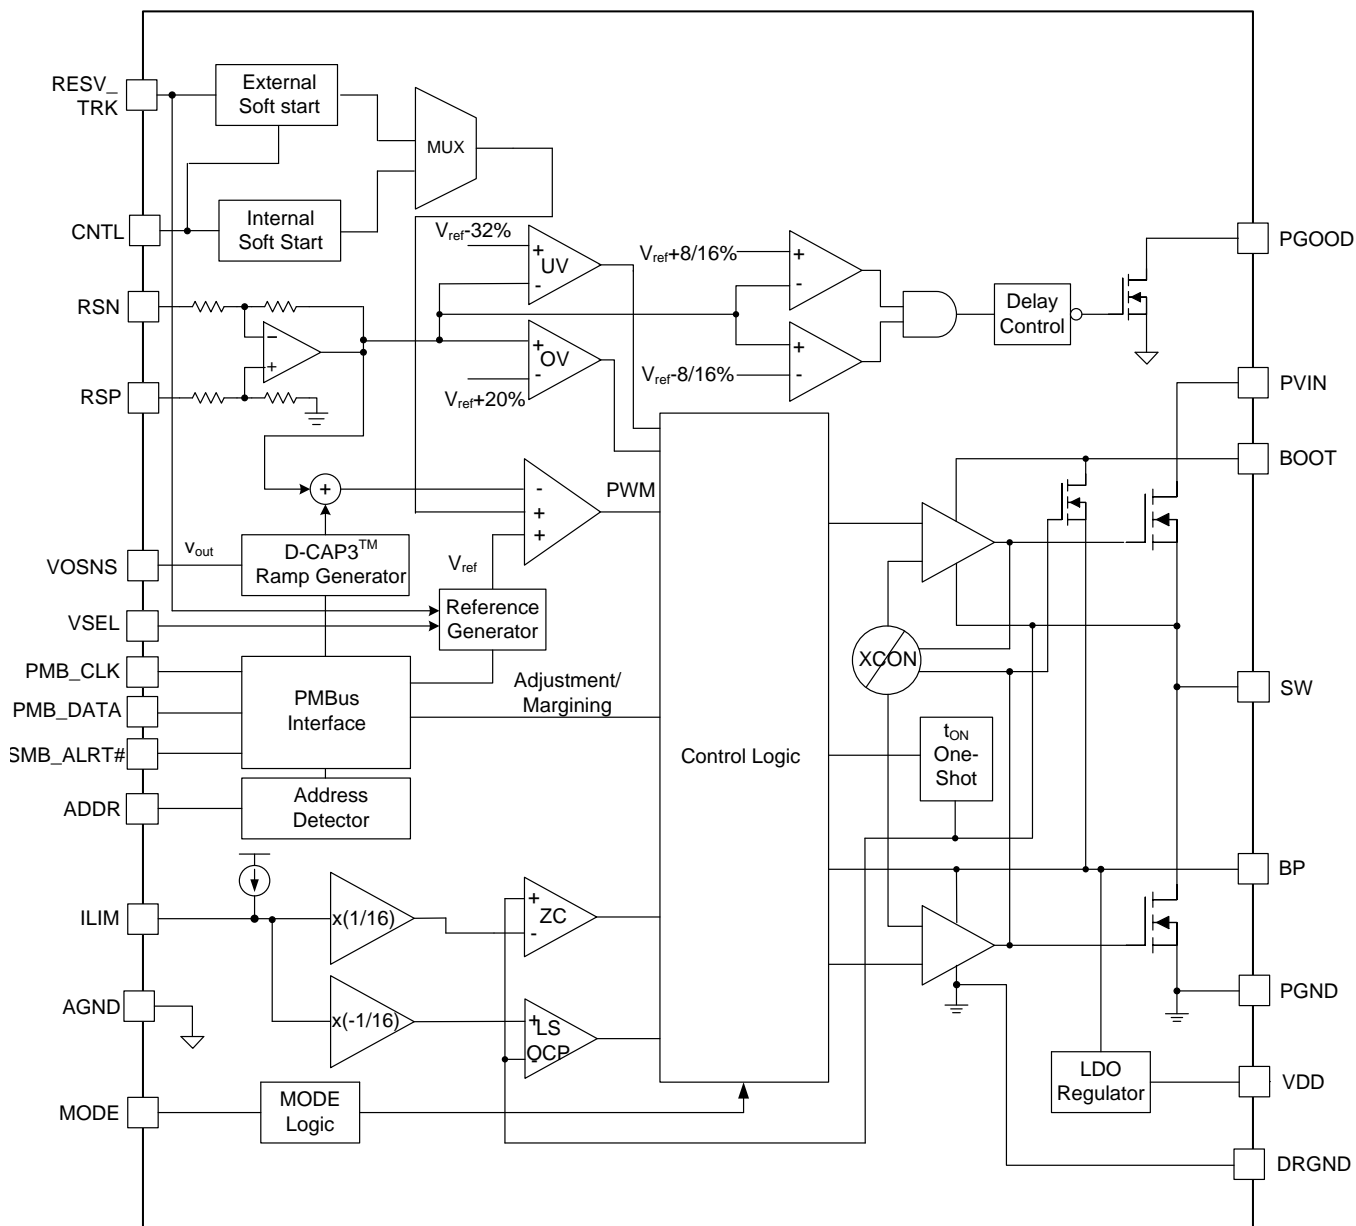 RESV_
TRK
External
Soft start
MUX
CNTL
Internal
Soft Start
Vref-32%
+
UV
-
Vref+8/16%
+
-
PGOOD
Delay
Control
RSN
-
+
+
OV
-
Vref+20%
+
-
Vref-8/16%
PVIN
RSP
BOOT
+
-
+
+
PWM
vout
D-CAP3™
Ramp Generator
VOSNS
Vref
VSEL
Reference
Generator
PMB_CLK
PMB_DATA
SMB_ALRT#
PMBus
Interface
Adjustment/
Margining
XCON
SW
Control Logic
tON
One-
Shot
ADDR
Address
Detector
BP
ILIM
x(1/16)
+
ZC
-
AGND
x(-1/16)
+
LS
OCP
-
PGND
LDO
Regulator
VDD
MODE
MODE
Logic
DRGND